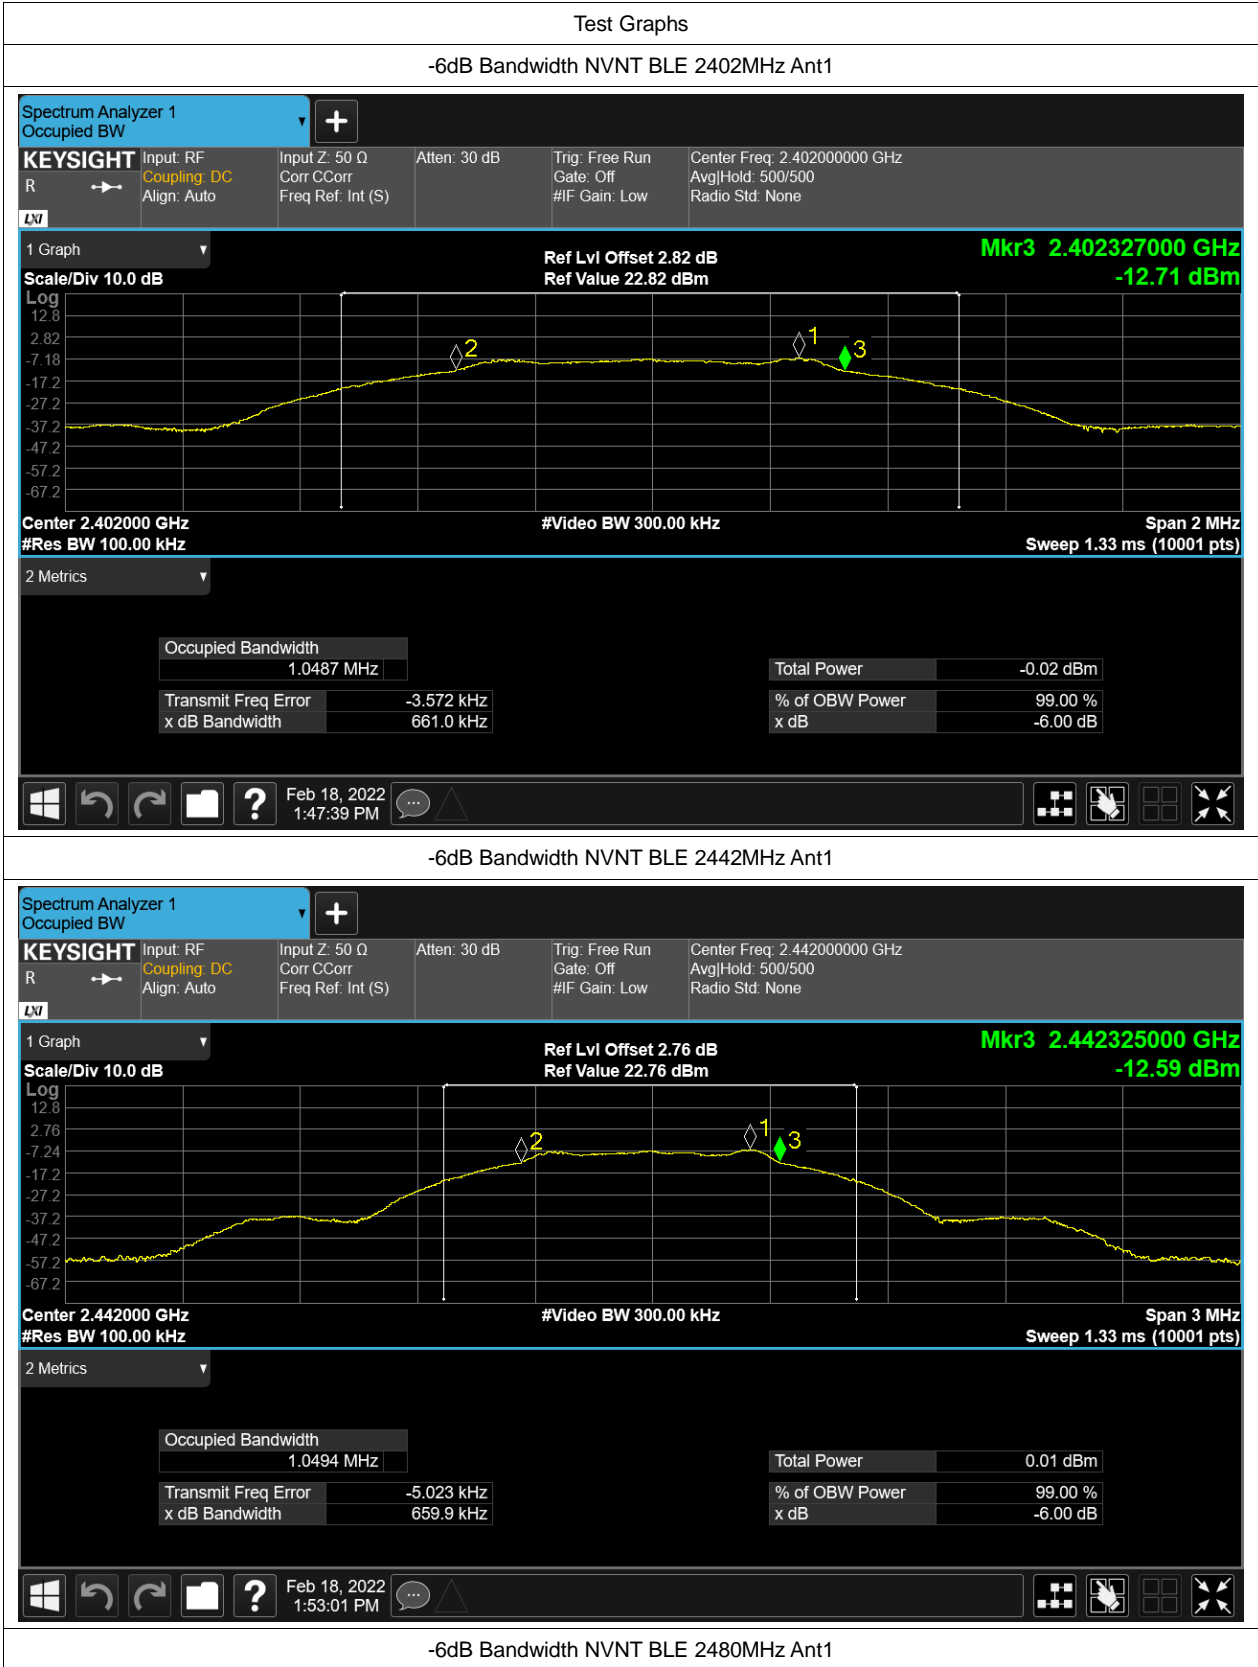 Test Graphs
-6dB Bandwidth NVNT BLE 2402MHz Ant1
Spectrum Analyzer 1
Occupied BW
KEYSIGHT Input: RF Input Z: 50 Ω Atten: 30 dB Trig: Free Run Center Freq: 2.402000000 GHz
R Coupling: DC Corr CCorr Gate: Off Avg|Hold: 500/500
Align: Auto Freq Ref: Int (S) #IF Gain: Low Radio Std: None
LXI
1 Graph Ref Lvl Offset 2.82 dB Mkr3 2.402327000 GHz
Scale/Div 10.0 dB Ref Value 22.82 dBm -12.71 dBm
Log
12.8
2.82
-7.18
-17.2
-27.2
-37.2
-47.2
-57.2
-67.2
2 1 3
Center 2.402000 GHz #Video BW 300.00 kHz Span 2 MHz
#Res BW 100.00 kHz Sweep 1.33 ms (10001 pts)
2 Metrics
Occupied Bandwidth
1.0487 MHz Total Power -0.02 dBm
Transmit Freq Error -3.572 kHz % of OBW Power 99.00 %
x dB Bandwidth 661.0 kHz x dB -6.00 dB
? Feb 18, 2022
1:47:39 PM
-6dB Bandwidth NVNT BLE 2442MHz Ant1
Spectrum Analyzer 1
Occupied BW
KEYSIGHT Input: RF Input Z: 50 Ω Atten: 30 dB Trig: Free Run Center Freq: 2.442000000 GHz
R Coupling: DC Corr CCorr Gate: Off Avg|Hold: 500/500
Align: Auto Freq Ref: Int (S) #IF Gain: Low Radio Std: None
LXI
1 Graph Ref Lvl Offset 2.76 dB Mkr3 2.442325000 GHz
Scale/Div 10.0 dB Ref Value 22.76 dBm -12.59 dBm
Log
12.8
2.76
-7.24
-17.2
-27.2
-37.2
-47.2
-57.2
-67.2
2 1 3
Center 2.442000 GHz #Video BW 300.00 kHz Span 3 MHz
#Res BW 100.00 kHz Sweep 1.33 ms (10001 pts)
2 Metrics
Occupied Bandwidth
1.0494 MHz Total Power 0.01 dBm
Transmit Freq Error -5.023 kHz % of OBW Power 99.00 %
x dB Bandwidth 659.9 kHz x dB -6.00 dB
? Feb 18, 2022
1:53:01 PM
-6dB Bandwidth NVNT BLE 2480MHz Ant1